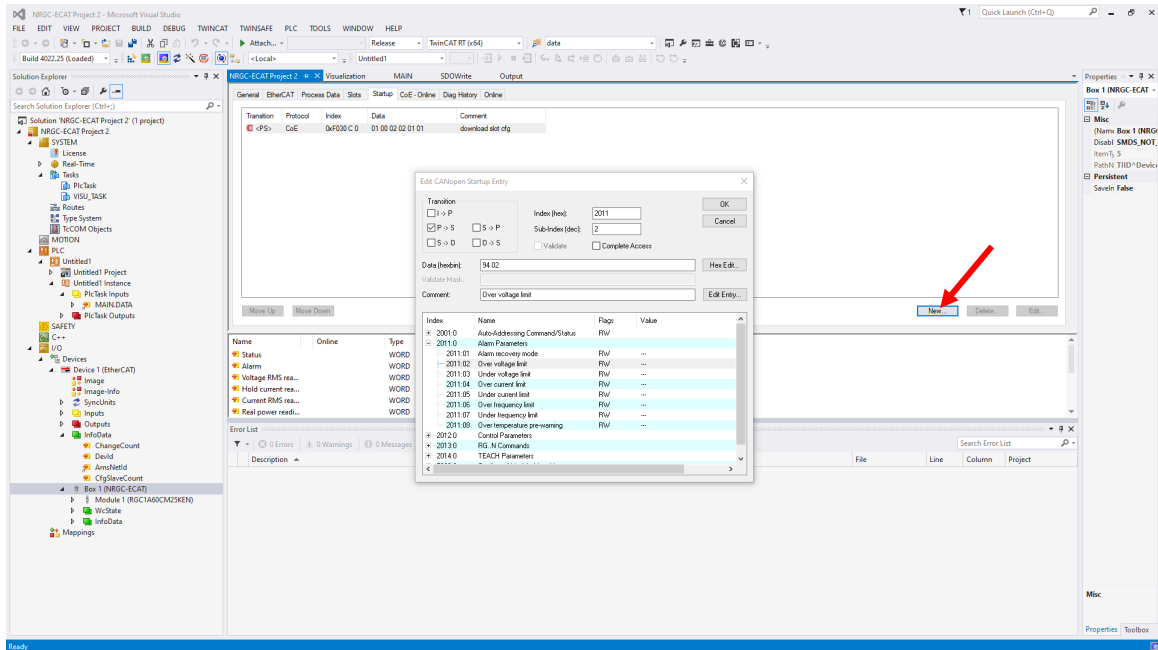 NRGC-ECAT Project 2 - Microsoft Visual Studio
1 Quick Launch (Ctrl+Q)
FILE EDIT VIEW PROJECT BUILD DEBUG TWINCAT TWINSAFE PLC TOOLS WINDOW HELP
Attach... Release TwinCAT RT (x64) data
Build 4022.25 (Loaded) <Local> Untitled1
Solution Explorer
Search Solution Explorer (Ctrl+;)
Solution 'NRGC-ECAT Project 2' (1 project)
NRGC-ECAT Project 2
SYSTEM
License
Real-Time
Tasks
PlcTask
VISU_TASK
Routes
Type System
TcCOM Objects
MOTION
PLC
Untitled1
Untitled1 Project
Untitled1 Instance
PlcTask Inputs
MAIN.DATA
PlcTask Outputs
SAFETY
C++
I/O
Devices
Device 1 (EtherCAT)
Image
Image-Info
SyncUnits
Inputs
Outputs
InfoData
ChangeCount
DevId
AmsNetId
CfgSlaveCount
Box 1 (NRGC-ECAT)
Module 1 (RGC1A60CM25KEN)
WcState
InfoData
Mappings
NRGC-ECAT Project 2 Visualization MAIN SDOWrite Output
General EtherCAT Process Data Slots Startup CoE - Online Diag History Online
Transition Protocol Index Data Comment
<PS> CoE 0xF030 C 0 01 00 02 02 01 01 download slot cfg
Move Up Move Down New... Delete... Edit...
Edit CANopen Startup Entry
Transition
I -> P
P -> S S -> P
S -> O O -> S
Index (hex): 2011
Sub-Index (dec): 2
Validate Complete Access
OK
Cancel
Data (hexbin): 94 02 Hex Edit...
Validate Mask:
Comment: Over voltage limit Edit Entry...
Index Name Flags Value
2001:0 Auto-Addressing Command/Status RW
2011:0 Alarm Parameters
2011:01 Alarm recovery mode RW ---
2011:02 Over voltage limit RW ---
2011:03 Under voltage limit RW ---
2011:04 Over current limit RW ---
2011:05 Under current limit RW ---
2011:06 Over frequency limit RW ---
2011:07 Under frequency limit RW ---
2011:08 Over temperature pre-warning RW ---
2012:0 Control Parameters
2013:0 RG..N Commands
2014:0 TEACH Parameters
Name Online Type
Status WORD
Alarm WORD
Voltage RMS rea... WORD
Hold current rea... WORD
Current RMS rea... WORD
Real power readi... WORD
Error List
0 Errors 0 Warnings 0 Messages
Search Error List
Description File Line Column Project
Properties
Box 1 (NRGC-ECAT
Misc
(Name Box 1 (NRG
Disabl SMDS_NOT_
ItemTy 5
PathN TIID^Device
Persistent
SaveIn False
Misc
Properties Toolbox
Ready